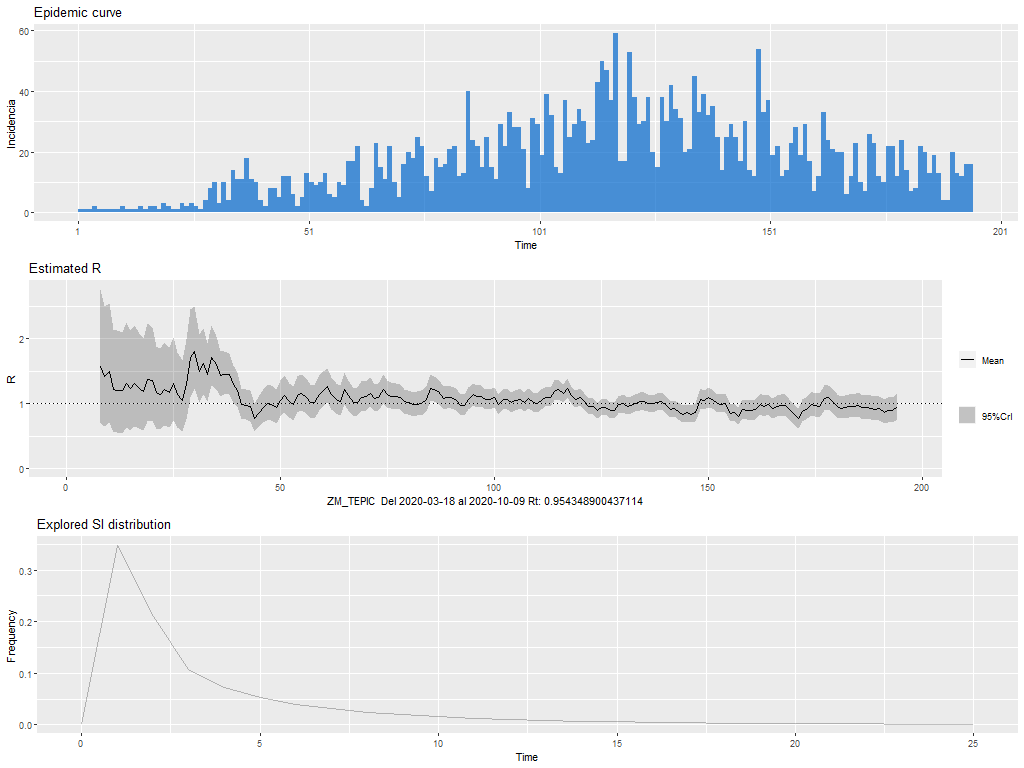 Epidemic curve
60
40
20
0
Incidencia
1 51 101 151 201
Time
Estimated R
2
1
0
R
0 50 100 150 200
ZM_TEPIC Del 2020-03-18 al 2020-10-09 Rt: 0.954348900437114
Mean
95%CrI
Explored SI distribution
0.3
0.2
0.1
0.0
Frequency
0 5 10 15 20 25
Time